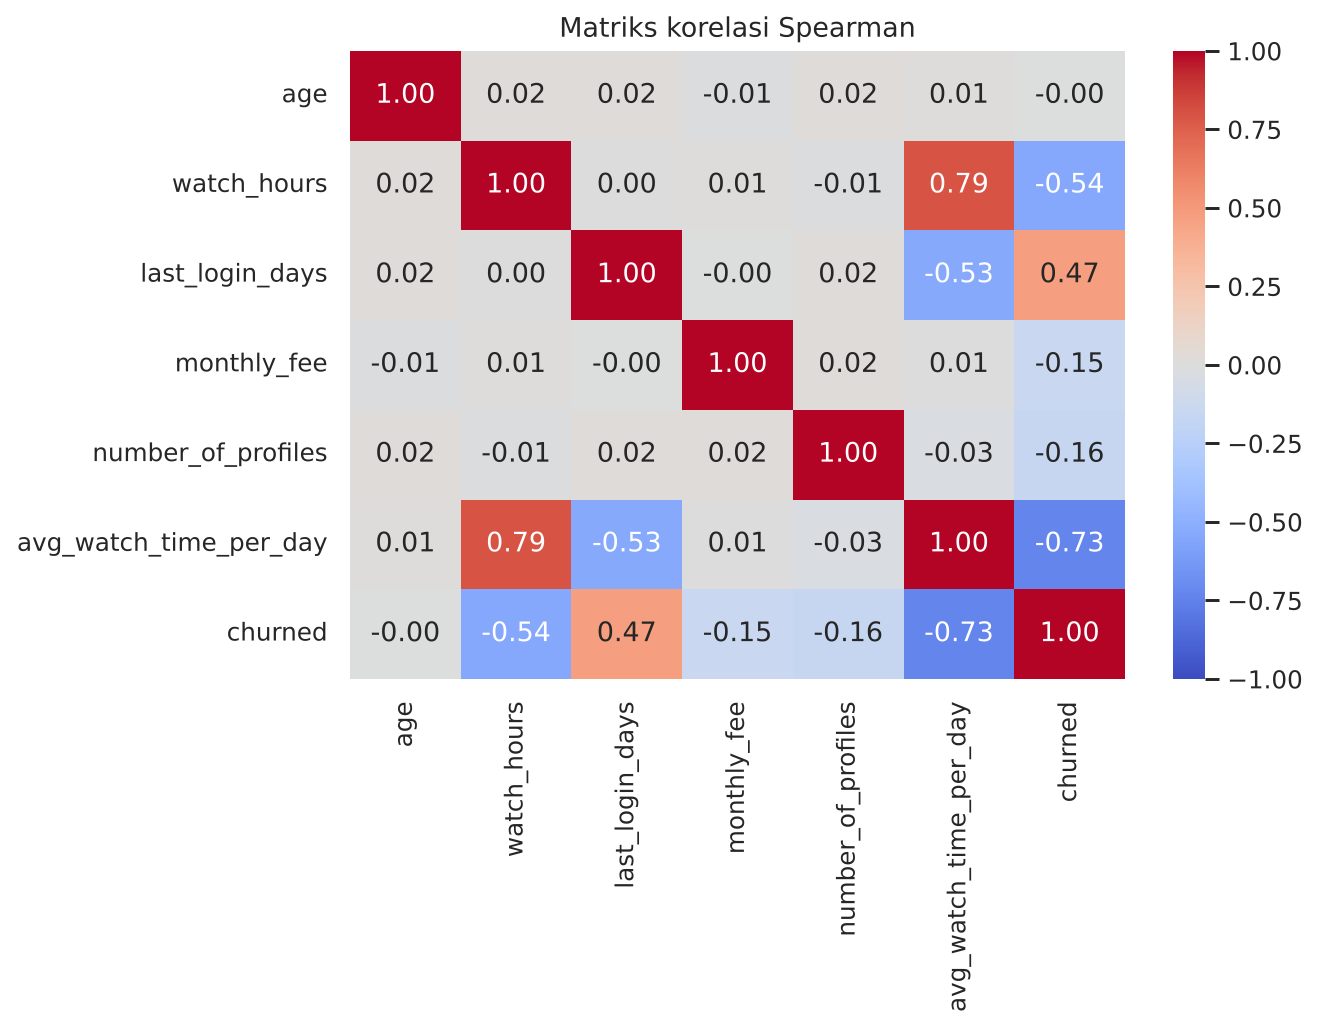 Matriks korelasi Spearman
age 1.00 0.02 0.02 -0.01 0.02 0.01 -0.00
watch_hours 0.02 1.00 0.00 0.01 -0.01 0.79 -0.54
last_login_days 0.02 0.00 1.00 -0.00 0.02 -0.53 0.47
monthly_fee -0.01 0.01 -0.00 1.00 0.02 0.01 -0.15
number_of_profiles 0.02 -0.01 0.02 0.02 1.00 -0.03 -0.16
avg_watch_time_per_day 0.01 0.79 -0.53 0.01 -0.03 1.00 -0.73
churned -0.00 -0.54 0.47 -0.15 -0.16 -0.73 1.00
age
watch_hours
last_login_days
monthly_fee
number_of_profiles
avg_watch_time_per_day
churned
1.00
0.75
0.50
0.25
0.00
−0.25
−0.50
−0.75
−1.00